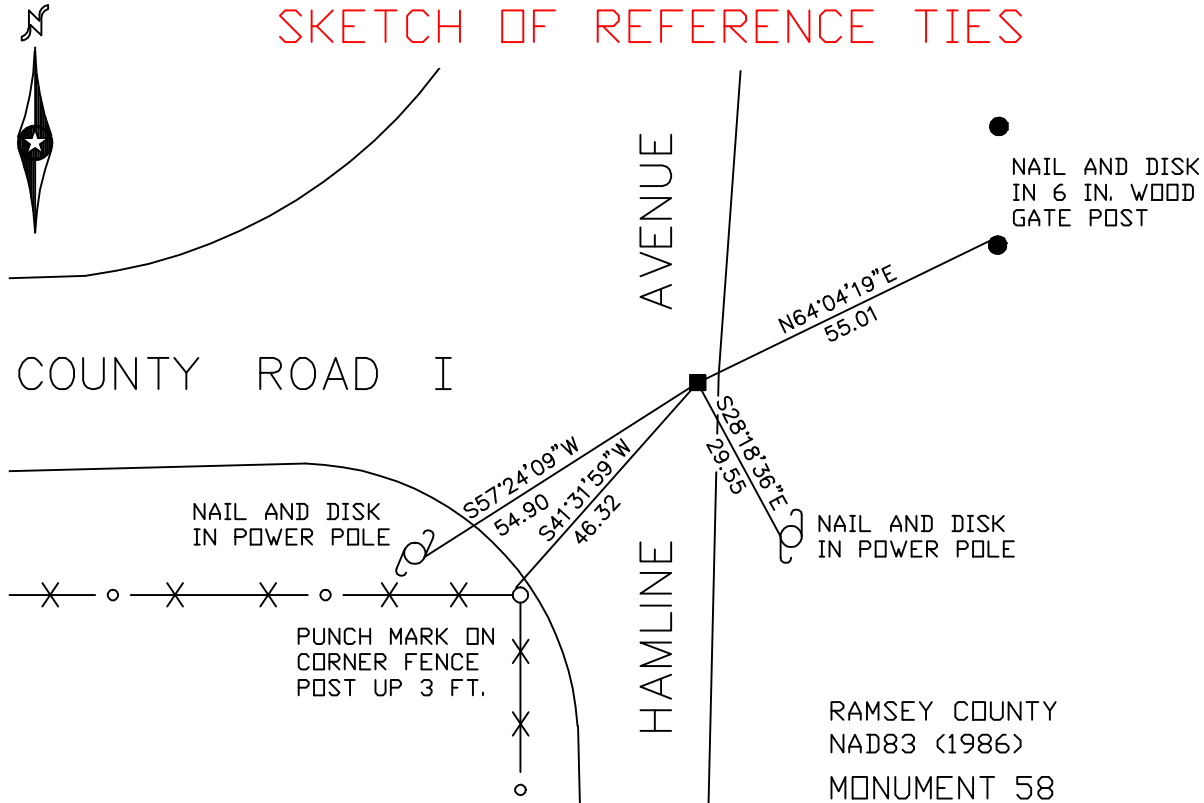 N
SKETCH OF REFERENCE TIES
NAIL AND DISK
IN 6 IN. WOOD
GATE POST
AVENUE
N64°04'19"E
55.01
COUNTY ROAD I
S57°24'09"W
54.90
S41°31'59"W
46.32
S28°18'36"E
29.55
NAIL AND DISK
IN POWER POLE
NAIL AND DISK
IN POWER POLE
HAMLINE
PUNCH MARK ON
CORNER FENCE
POST UP 3 FT.
RAMSEY COUNTY
NAD83 (1986)
MONUMENT 58